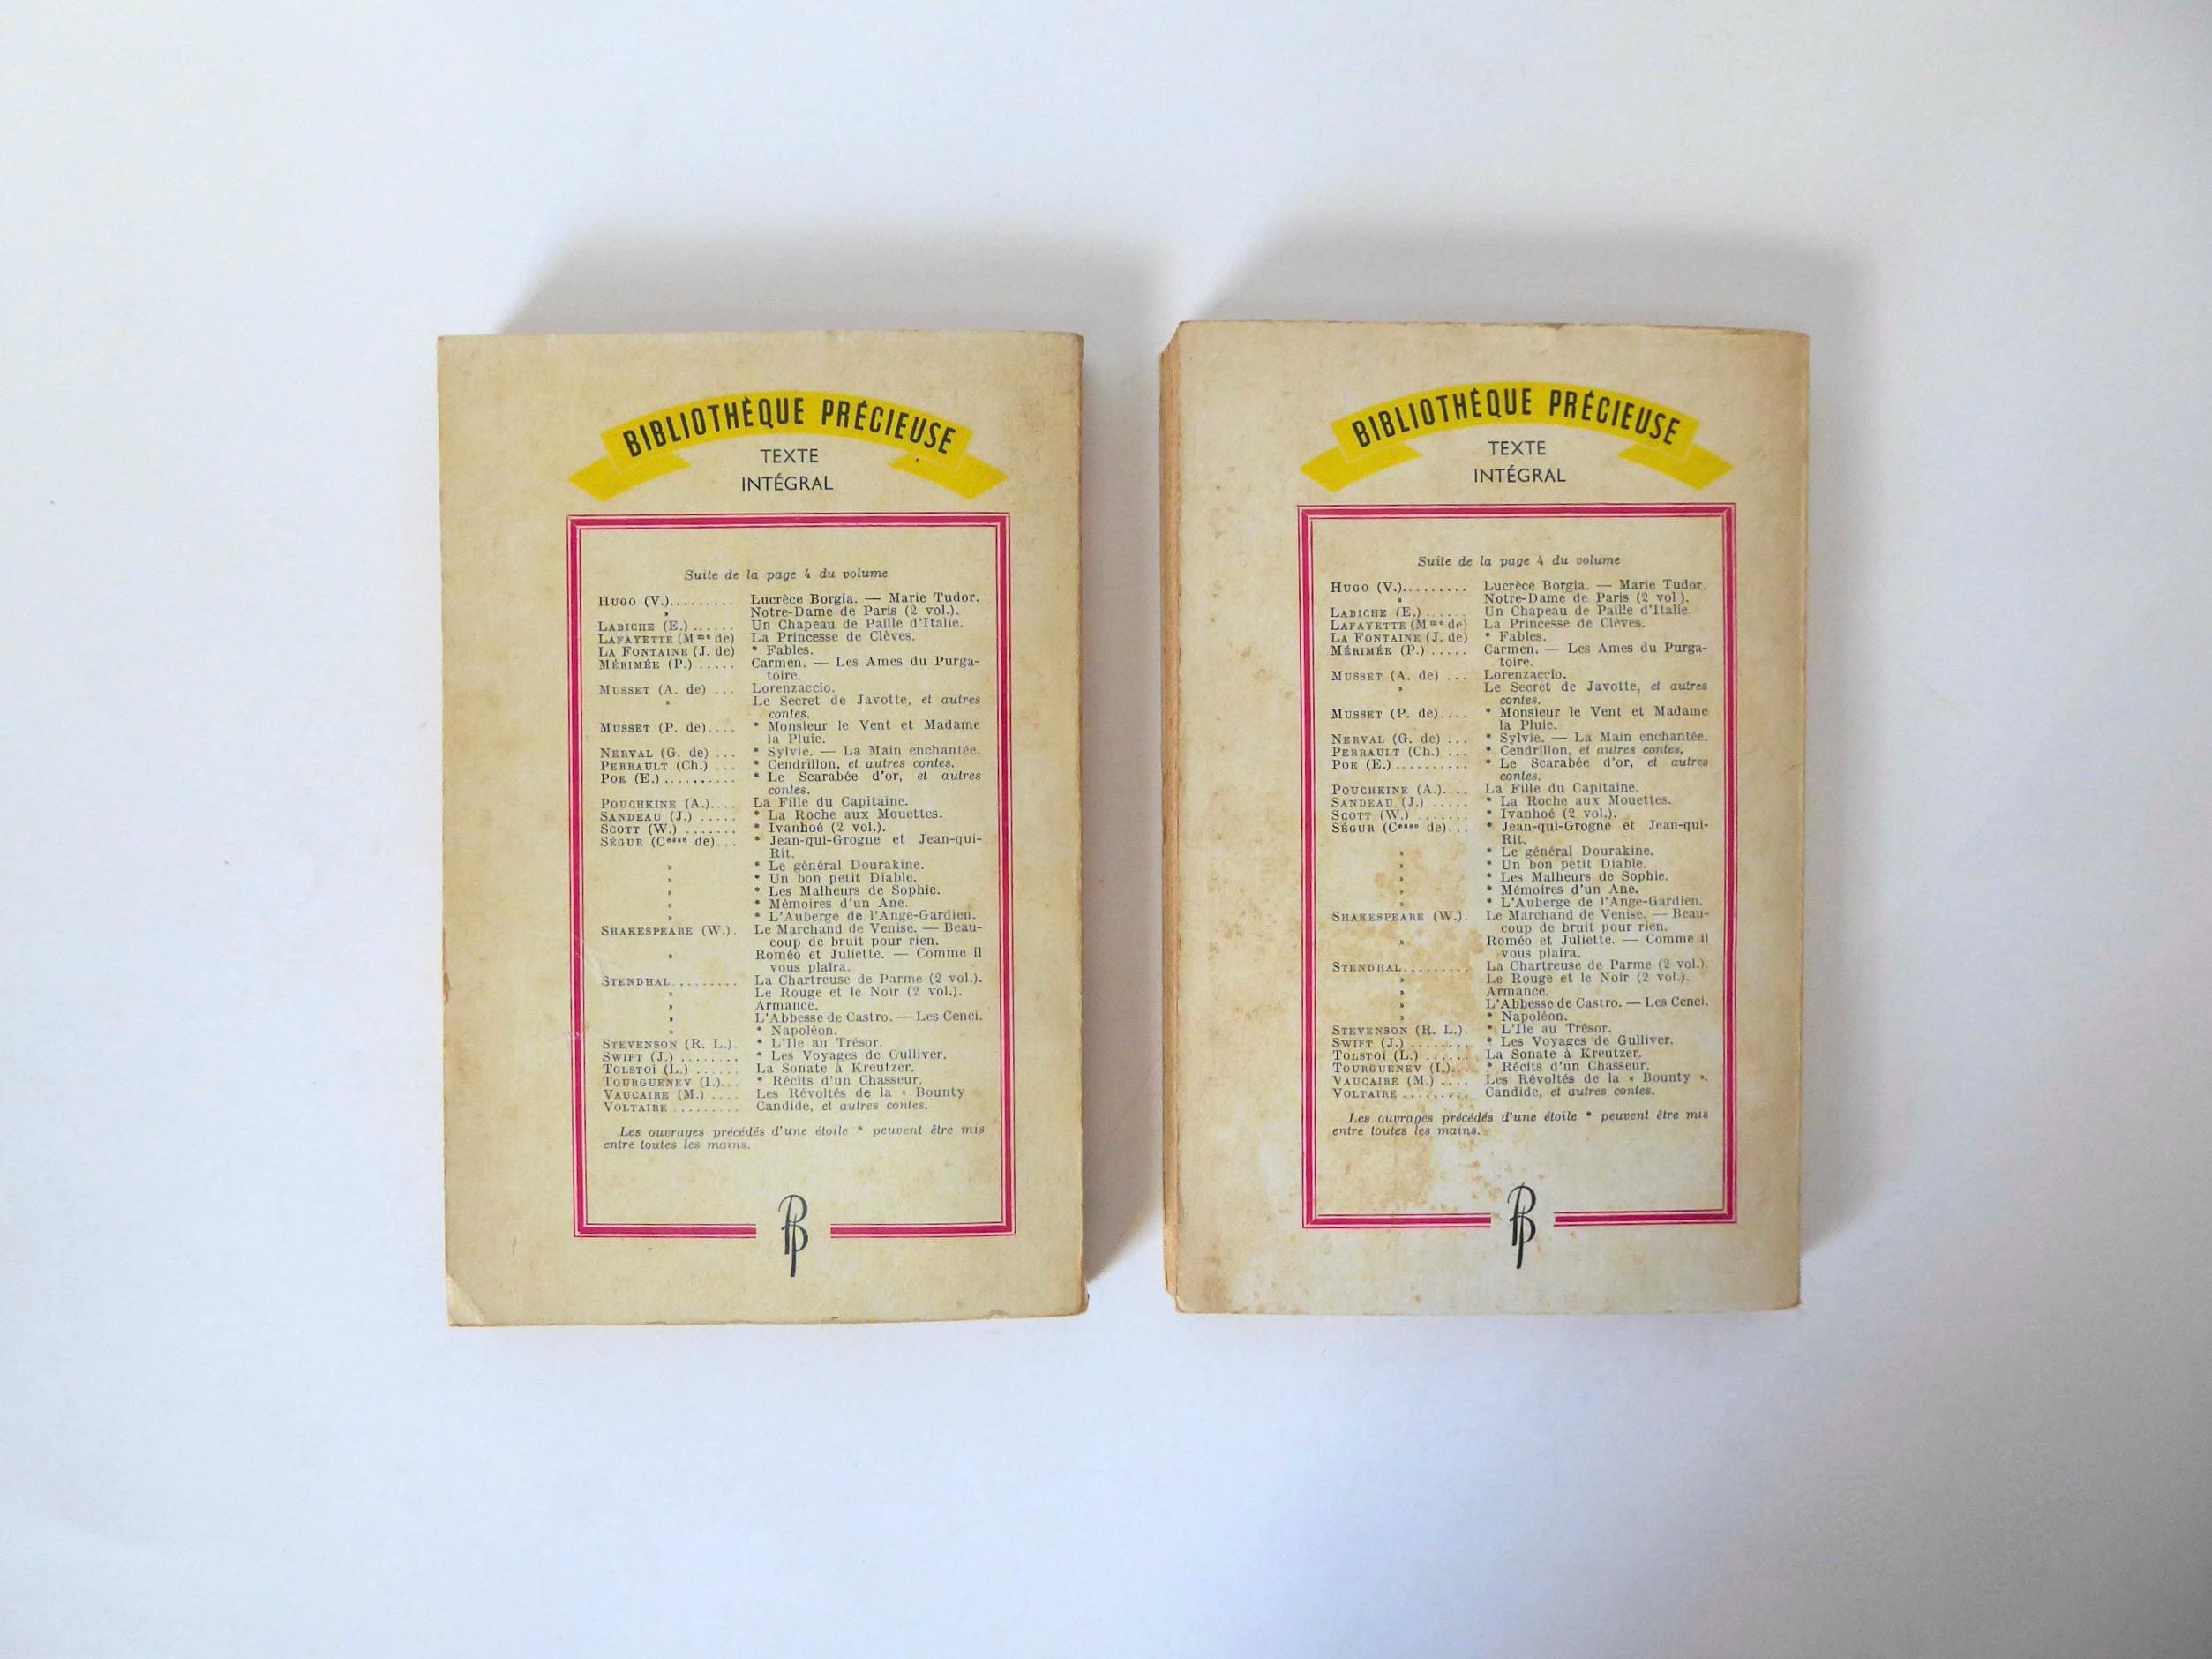 BIBLIOTHÈQUE PRÉCIEUSE
TEXTE
INTÉGRAL
Suite de la page 4 du volume
HUGO (V.)......... Lucrèce Borgia. — Marie Tudor.
» Notre-Dame de Paris (2 vol.).
LABICHE (E.) ...... Un Chapeau de Paille d'Italie.
LAFAYETTE (Mme de) La Princesse de Clèves.
LA FONTAINE (J. de) * Fables.
MÉRIMÉE (P.) ..... Carmen. — Les Ames du Purga-
toire.
MUSSET (A. de) ... Lorenzaccio.
» Le Secret de Javotte, et autres
contes.
MUSSET (P. de).... * Monsieur le Vent et Madame
la Pluie.
NERVAL (G. de) ... * Sylvie. — La Main enchantée.
PERRAULT (Ch.) ... * Cendrillon, et autres contes.
POE (E.).......... * Le Scarabée d'or, et autres
contes.
POUCHKINE (A.).... La Fille du Capitaine.
SANDEAU (J.) ..... * La Roche aux Mouettes.
SCOTT (W.) ....... * Ivanhoé (2 vol.).
SÉGUR (Cesse de)... * Jean-qui-Grogne et Jean-qui-
Rit.
» * Le général Dourakine.
» * Un bon petit Diable.
» * Les Malheurs de Sophie.
» * Mémoires d'un Ane.
» * L'Auberge de l'Ange-Gardien.
SHAKESPEARE (W.). Le Marchand de Venise. — Beau-
coup de bruit pour rien.
» Roméo et Juliette. — Comme il
vous plaira.
STENDHAL......... La Chartreuse de Parme (2 vol.).
» Le Rouge et le Noir (2 vol.).
» Armance.
» L'Abbesse de Castro. — Les Cenci.
» * Napoléon.
STEVENSON (R. L.). * L'Ile au Trésor.
SWIFT (J.) ........ * Les Voyages de Gulliver.
TOLSTOÏ (L.) ...... La Sonate à Kreutzer.
TOURGUENEV (I.)... * Récits d'un Chasseur.
VAUCAIRE (M.) .... Les Révoltés de la « Bounty
VOLTAIRE ......... Candide, et autres contes.
Les ouvrages précédés d'une étoile * peuvent être mis
entre toutes les mains.
BP
BIBLIOTHÈQUE PRÉCIEUSE
TEXTE
INTÉGRAL
Suite de la page 4 du volume
HUGO (V.)......... Lucrèce Borgia. — Marie Tudor.
» Notre-Dame de Paris (2 vol).
LABICHE (E.) ...... Un Chapeau de Paille d'Italie.
LAFAYETTE (Mme de) La Princesse de Clèves.
LA FONTAINE (J. de) * Fables.
MÉRIMÉE (P.) ..... Carmen. — Les Ames du Purga-
toire.
MUSSET (A. de) ... Lorenzaccio.
» Le Secret de Javotte, et autres
contes.
MUSSET (P. de).... * Monsieur le Vent et Madame
la Pluie.
NERVAL (G. de) ... * Sylvie. — La Main enchantée.
PERRAULT (Ch.) ... * Cendrillon, et autres contes.
POE (E.).......... * Le Scarabée d'or, et autres
contes.
POUCHKINE (A.).... La Fille du Capitaine.
SANDEAU (J.) ..... * La Roche aux Mouettes.
SCOTT (W.) ....... * Ivanhoé (2 vol.).
SÉGUR (Cesse de)... * Jean-qui-Grogne et Jean-qui-
Rit.
» * Le général Dourakine.
» * Un bon petit Diable.
» * Les Malheurs de Sophie.
» * Mémoires d'un Ane.
» * L'Auberge de l'Ange-Gardien.
SHAKESPEARE (W.). Le Marchand de Venise. — Beau-
coup de bruit pour rien.
» Roméo et Juliette. — Comme il
vous plaira.
STENDHAL......... La Chartreuse de Parme (2 vol.).
» Le Rouge et le Noir (2 vol.).
» Armance.
» L'Abbesse de Castro. — Les Cenci.
» * Napoléon.
STEVENSON (R. L.). * L'Ile au Trésor.
SWIFT (J.) ........ * Les Voyages de Gulliver.
TOLSTOÏ (L.) ...... La Sonate à Kreutzer.
TOURGUENEV (I.)... * Récits d'un Chasseur.
VAUCAIRE (M.) .... Les Révoltés de la « Bounty ».
VOLTAIRE ......... Candide, et autres contes.
Les ouvrages précédés d'une étoile * peuvent être mis
entre toutes les mains.
BP